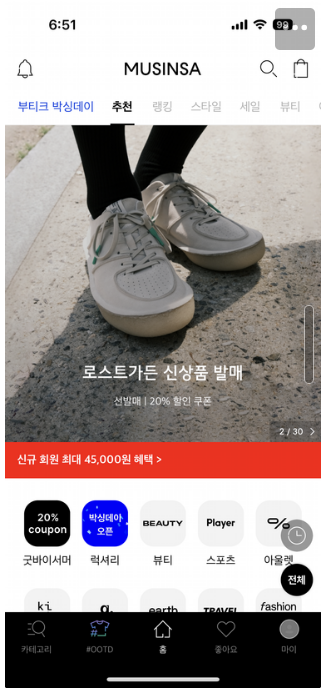 6:51
99
MUSINSA
부티크 박싱데이 추천 랭킹 스타일 세일 뷰티
로스트가든 신상품 발매
선발매 | 20% 할인 쿠폰
2 / 30 >
신규 회원 최대 45,000원 혜택 >
20%
coupon
박싱데이
오픈
BEAUTY
Player
%
굿바이서머 럭셔리 뷰티 스포츠 아울렛
전체
ki
g.
earth
TRAVEL
fashion
카테고리 #OOTD 홈 좋아요 마이